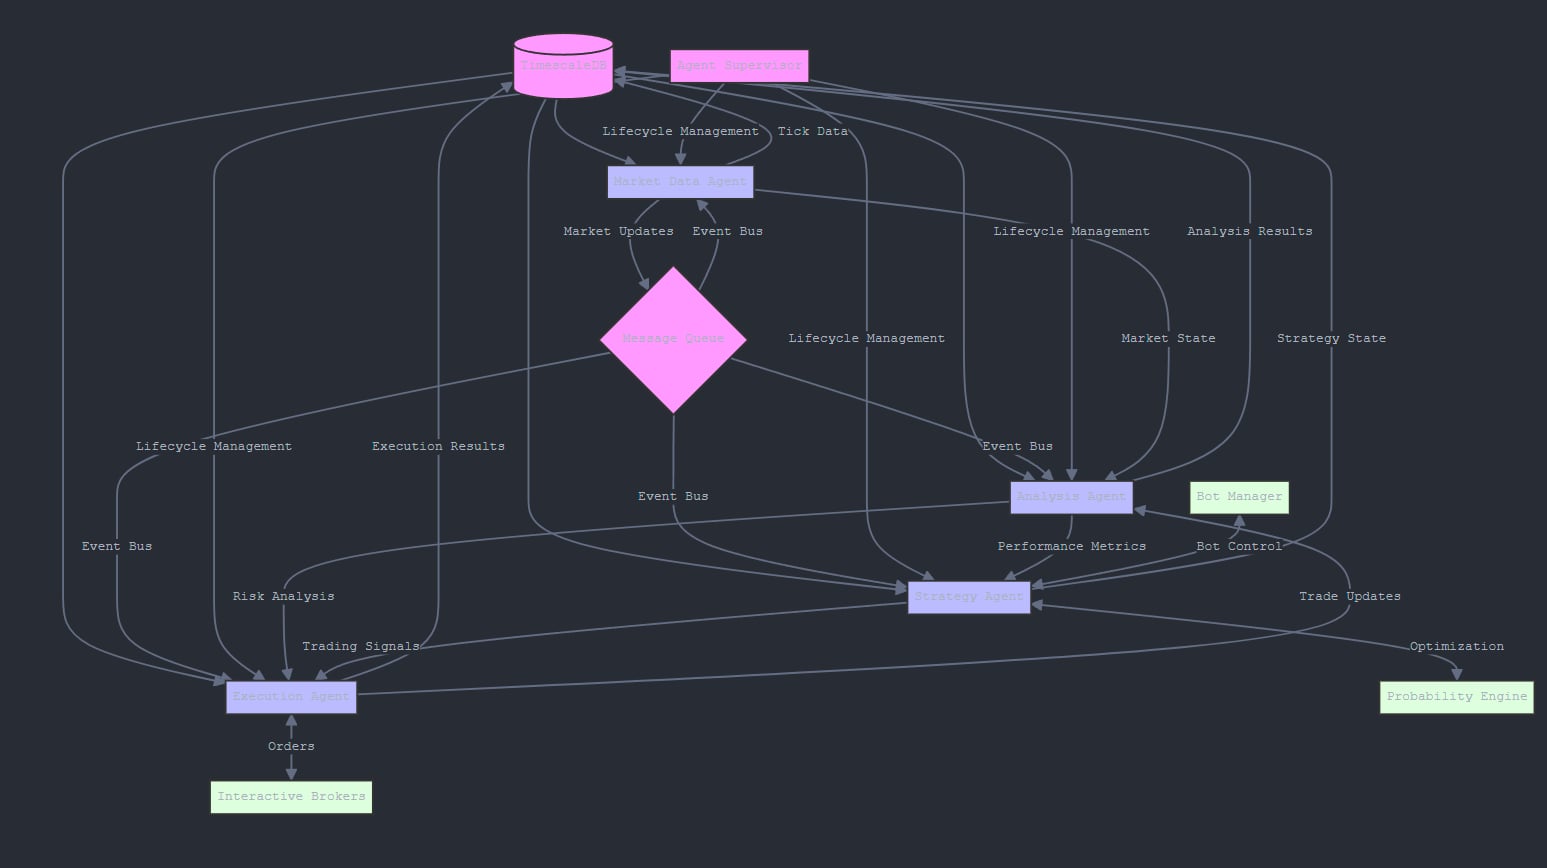 TimescaleDB
Agent Supervisor
Lifecycle Management
Tick Data
Market Data Agent
Market Updates
Event Bus
Lifecycle Management
Analysis Results
Message Queue
Lifecycle Management
Market State
Strategy State
Lifecycle Management
Execution Results
Event Bus
Event Bus
Analysis Agent
Bot Manager
Event Bus
Performance Metrics
Bot Control
Risk Analysis
Strategy Agent
Trade Updates
Trading Signals
Optimization
Execution Agent
Probability Engine
Orders
Interactive Brokers